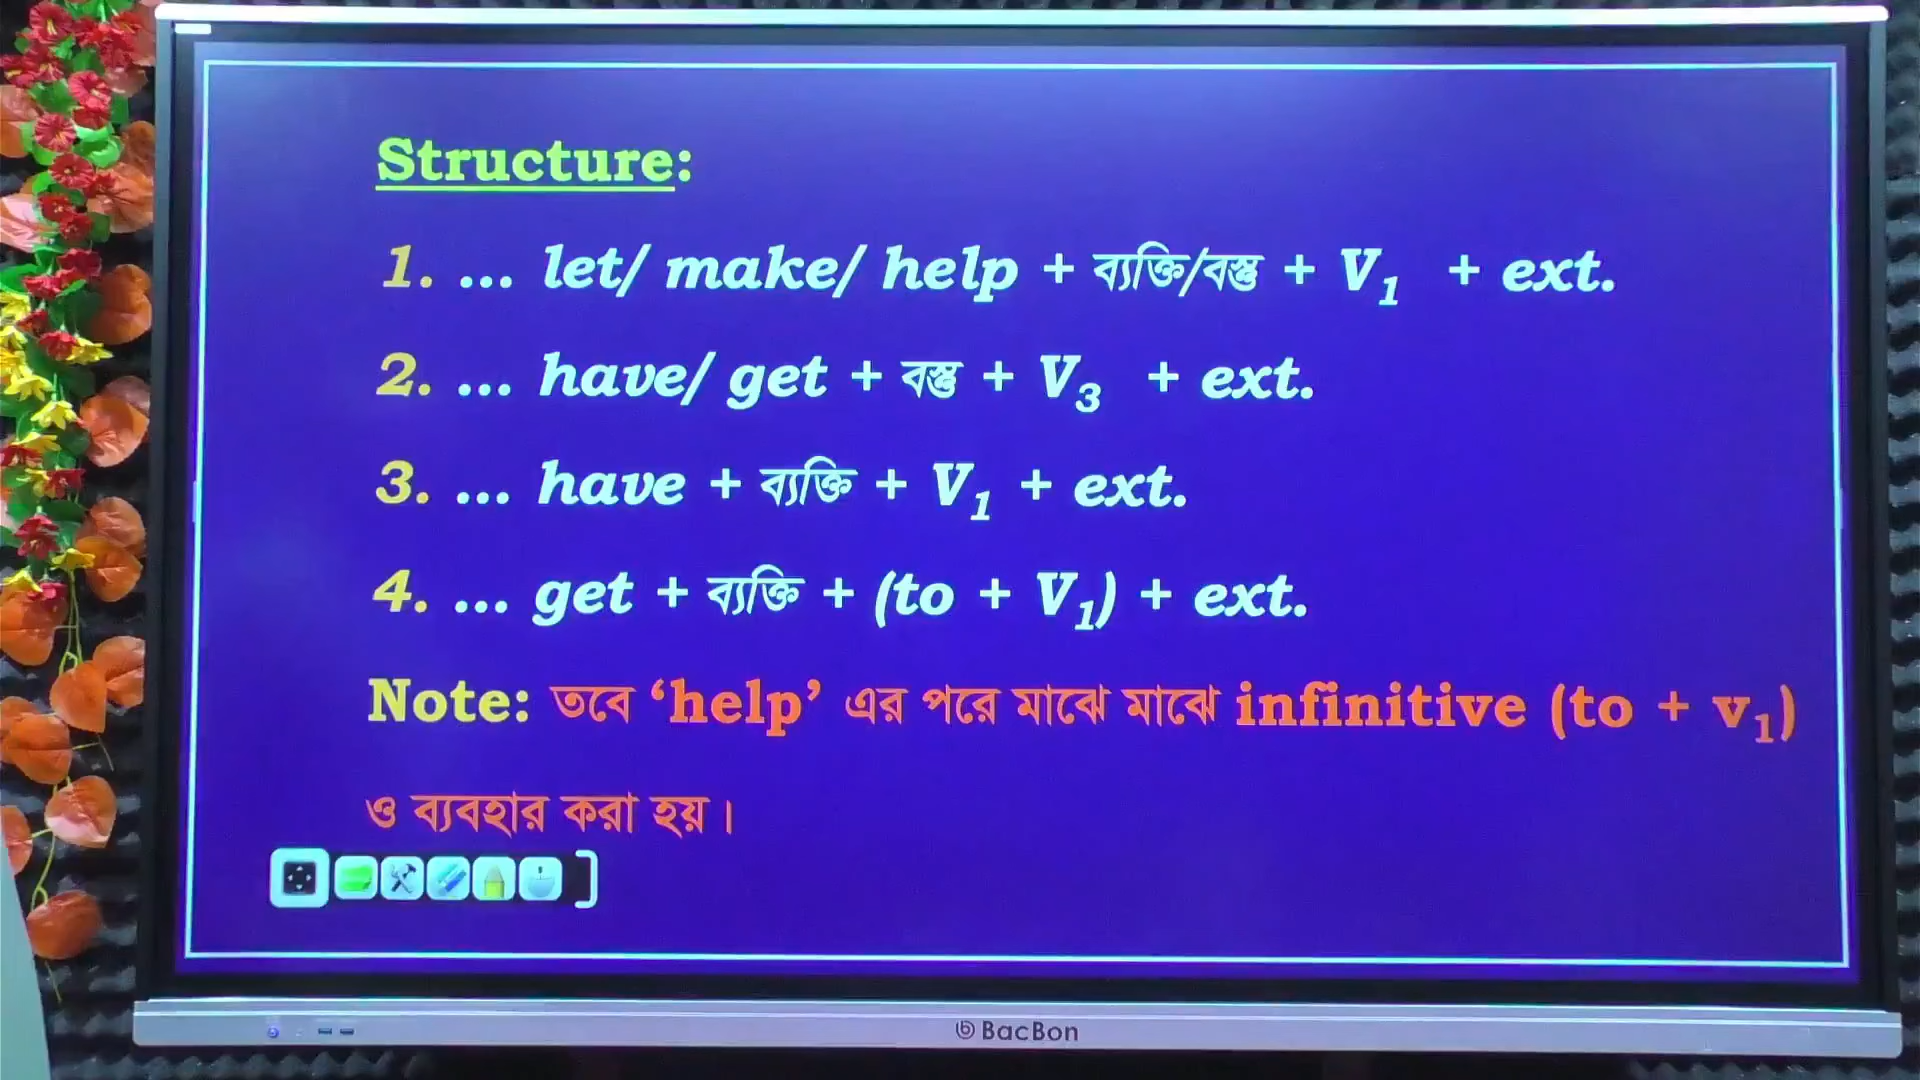 Structure:
1. ... let/ make/ help + ব্যক্তি/বস্তু + V₁ + ext.
2. ... have/ get + বস্তু + V₃ + ext.
3. ... have + ব্যক্তি + V₁ + ext.
4. ... get + ব্যক্তি + (to + V₁) + ext.
Note: তবে ‘help’ এর পরে মাঝে মাঝে infinitive (to + v₁)
ও ব্যবহার করা হয়।
BacBon